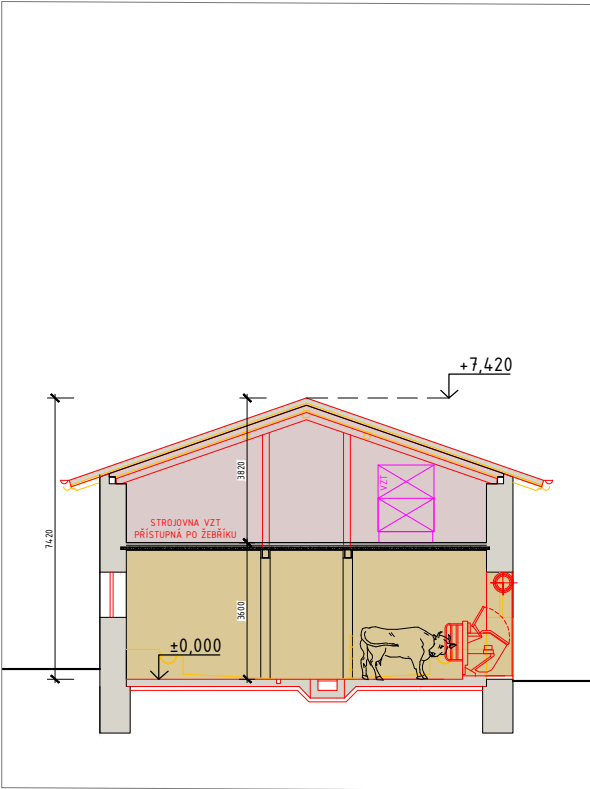 +7,420
3820
VZT
STROJOVNA VZT
PŘÍSTUPNÁ PO ŽEBŘÍKU
7420
3600
±0,000